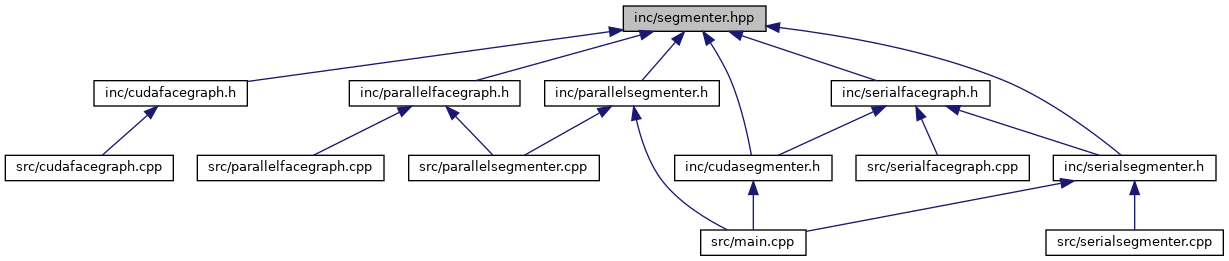 inc/segmenter.hpp
inc/cudafacegraph.h
inc/parallelfacegraph.h
inc/parallelsegmenter.h
inc/serialfacegraph.h
src/cudafacegraph.cpp
src/parallelfacegraph.cpp
src/parallelsegmenter.cpp
inc/cudasegmenter.h
src/serialfacegraph.cpp
inc/serialsegmenter.h
src/main.cpp
src/serialsegmenter.cpp